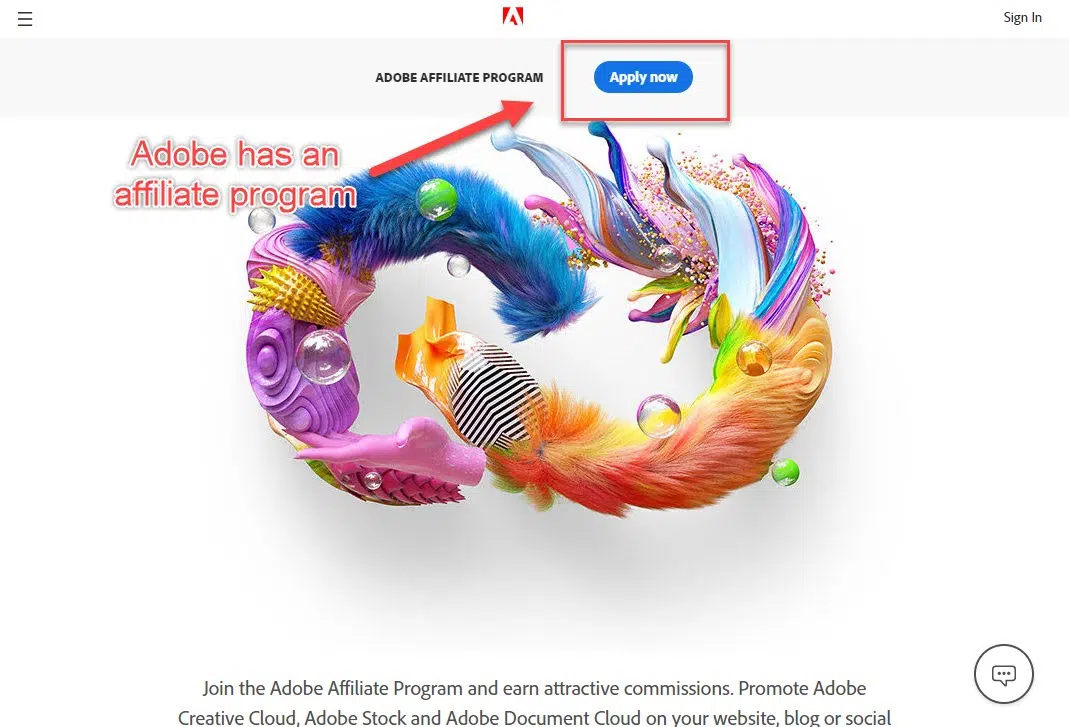 Sign In
ADOBE AFFILIATE PROGRAM
Apply now
Adobe has an
affiliate program
Join the Adobe Affiliate Program and earn attractive commissions. Promote Adobe
Creative Cloud, Adobe Stock and Adobe Document Cloud on your website, blog or social